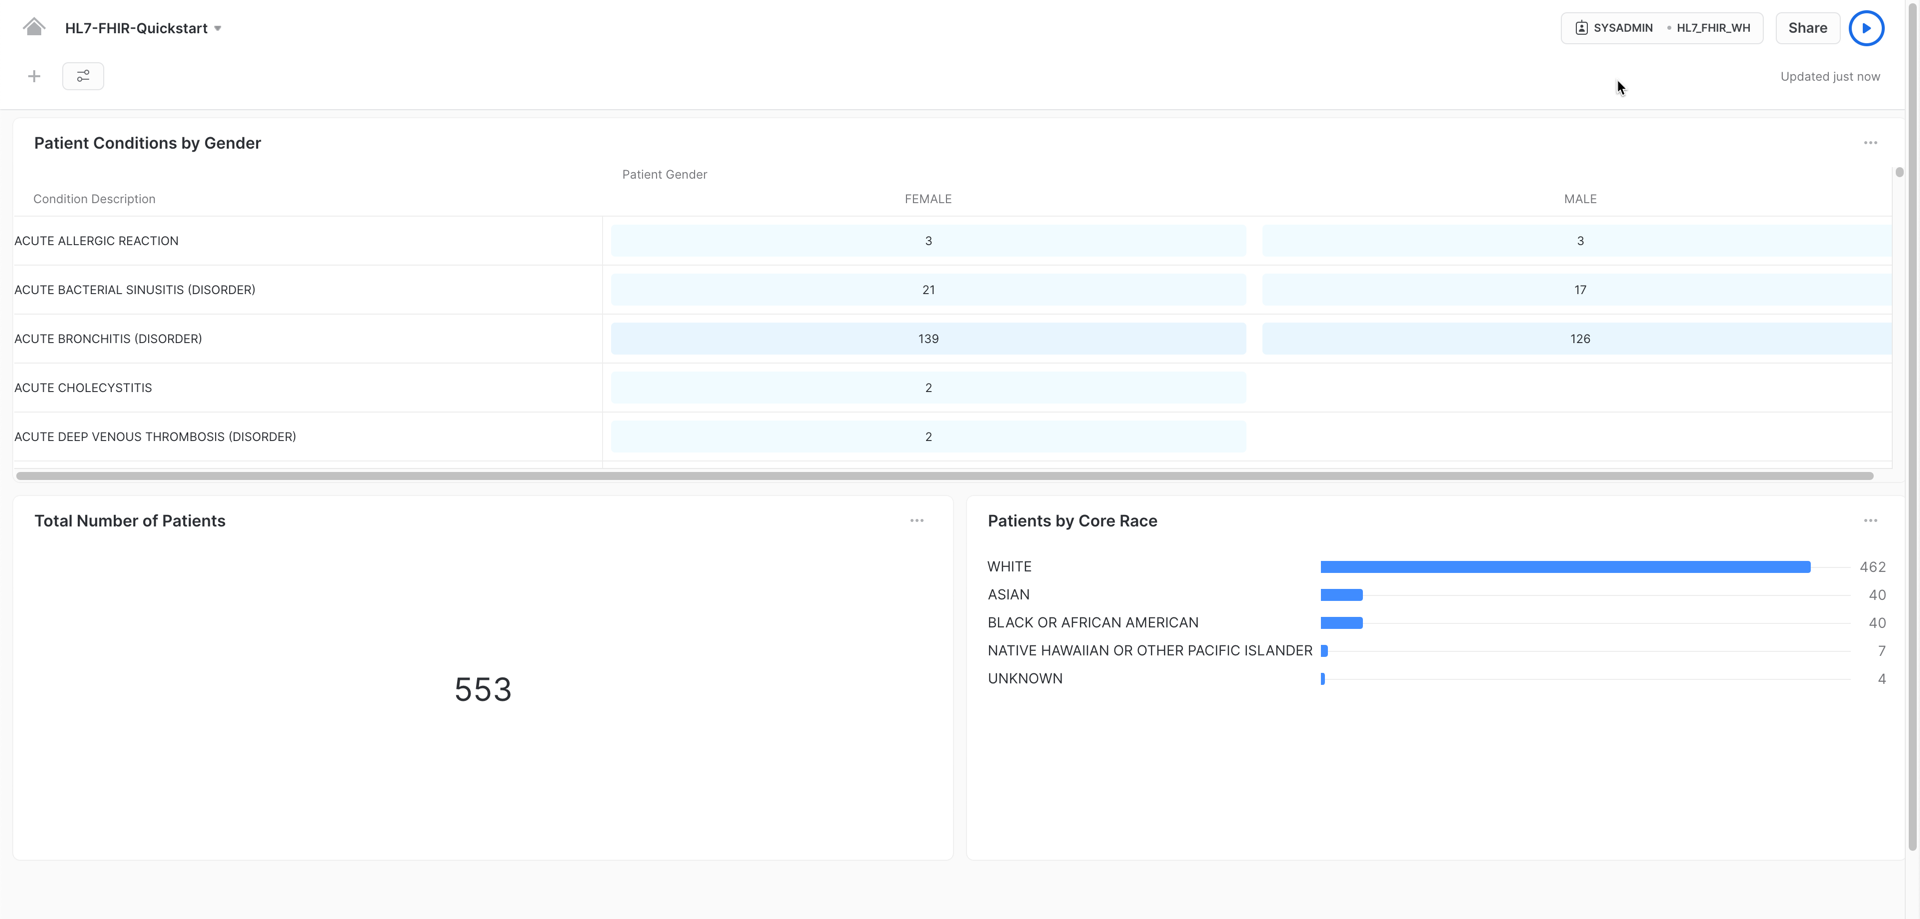 HL7-FHIR-Quickstart
SYSADMIN • HL7_FHIR_WH
Share
Updated just now
Patient Conditions by Gender
Patient Gender
Condition Description FEMALE MALE
ACUTE ALLERGIC REACTION 3 3
ACUTE BACTERIAL SINUSITIS (DISORDER) 21 17
ACUTE BRONCHITIS (DISORDER) 139 126
ACUTE CHOLECYSTITIS 2
ACUTE DEEP VENOUS THROMBOSIS (DISORDER) 2
Total Number of Patients
553
Patients by Core Race
WHITE 462
ASIAN 40
BLACK OR AFRICAN AMERICAN 40
NATIVE HAWAIIAN OR OTHER PACIFIC ISLANDER 7
UNKNOWN 4